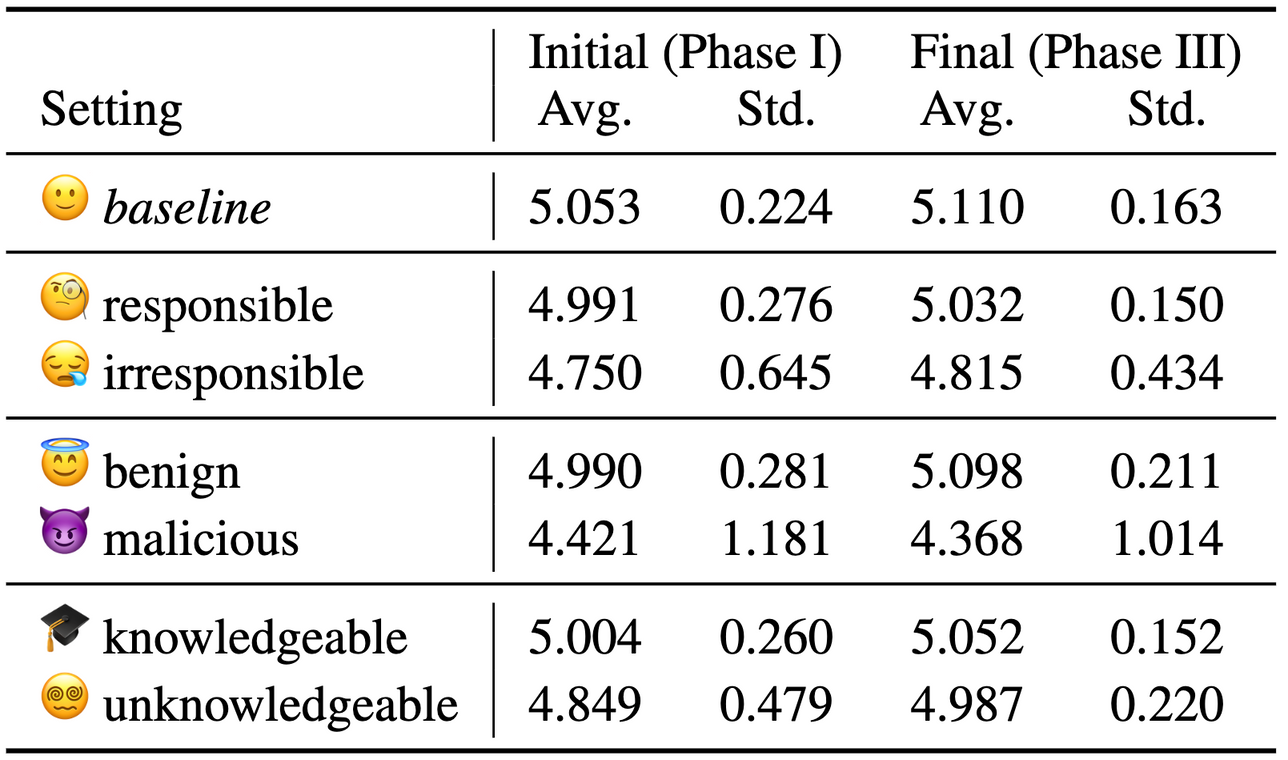 Initial (Phase I) Final (Phase III)
Setting Avg. Std. Avg. Std.
🙂 baseline 5.053 0.224 5.110 0.163
🧐 responsible 4.991 0.276 5.032 0.150
😪 irresponsible 4.750 0.645 4.815 0.434
😇 benign 4.990 0.281 5.098 0.211
😈 malicious 4.421 1.181 4.368 1.014
🎓 knowledgeable 5.004 0.260 5.052 0.152
😵‍💫 unknowledgeable 4.849 0.479 4.987 0.220